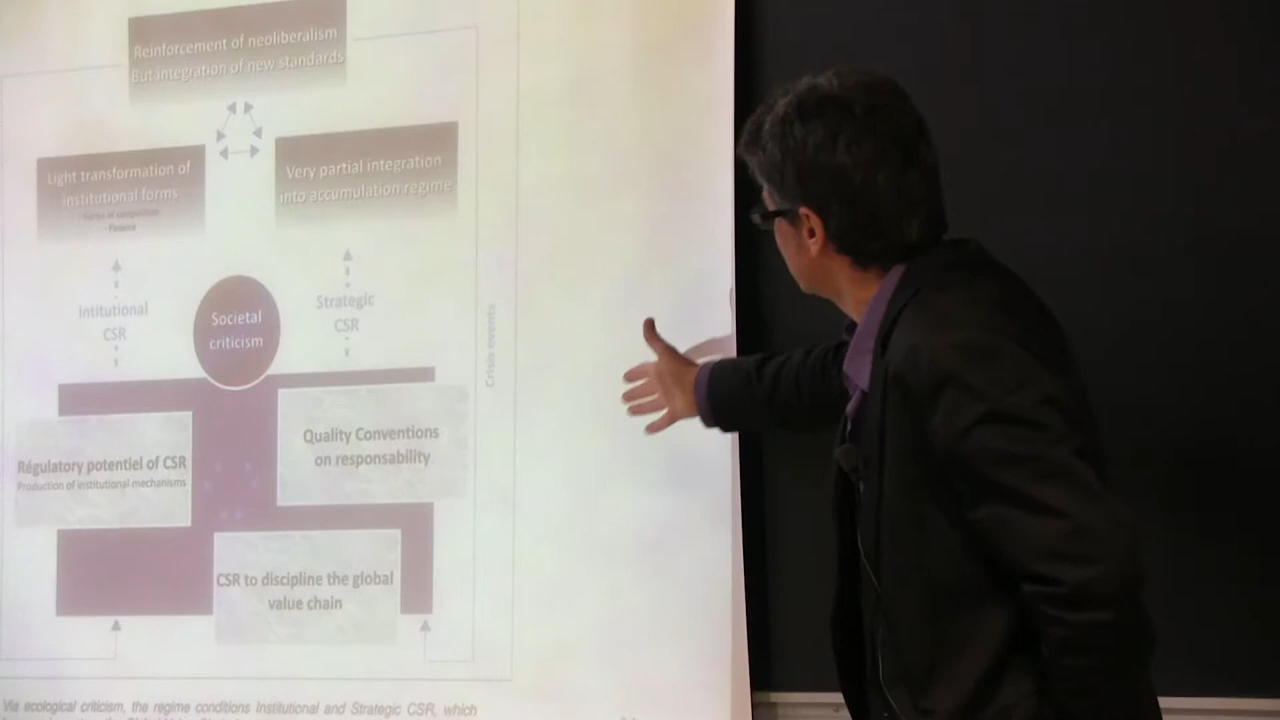 Reinforcement of neoliberalism
But integration of new standards
Light transformation of
institutional forms
- Forms of competition
- Finance
Very partial integration
into accumulation regime
Intitutional
CSR
Societal
criticism
Strategic
CSR
Crisis events
Régulatory potentiel of CSR
Production of institutional mechanisms
Quality Conventions
on responsability
CSR to discipline the global
value chain
Via ecological criticism, the regime conditions Institutional and Strategic CSR, which